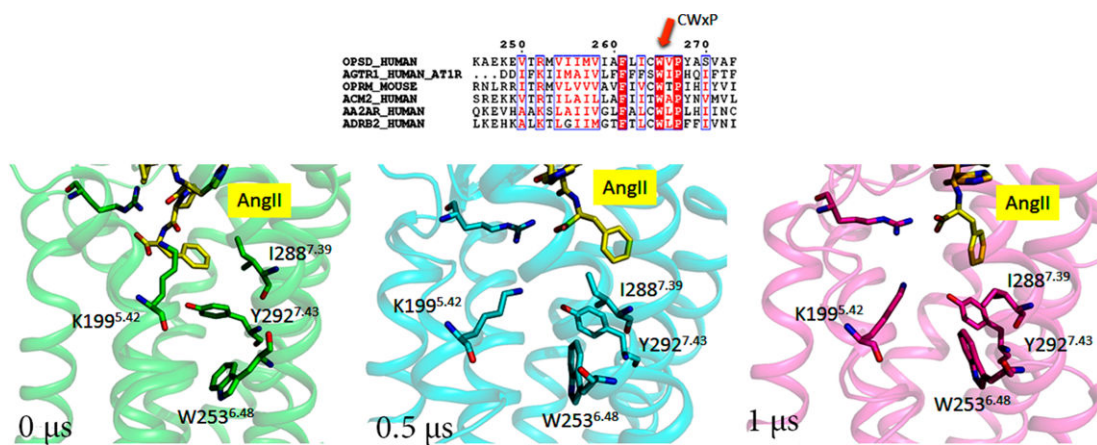 CWxP
250 260 270
OPSD_HUMAN KAEKEVTRMVIIMVIAFLICWVPYASVAF
AGTR1_HUMAN_AT1R ...DDIFKIIMAIVLFFFFSWIPHQIFTF
OPRM_MOUSE RNLRRITRMVLVVVAVFIVCWTPIHIYVI
ACM2_HUMAN SREKKVTRTILAILLAFIITWAPYNVMVL
AA2AR_HUMAN QKEVHAAKSLAIIVGLFALCWLPLHIINC
ADRB2_HUMAN LKEHKALKTLGIIMGTFTLCWLPFFIVNI
AngII
I288^7.39
K199^5.42
Y292^7.43
W253^6.48
0 μs
AngII
I288^7.39
K199^5.42
Y292^7.43
W253^6.48
0.5 μs
AngII
I288^7.39
K199^5.42
Y292^7.43
W253^6.48
1 μs